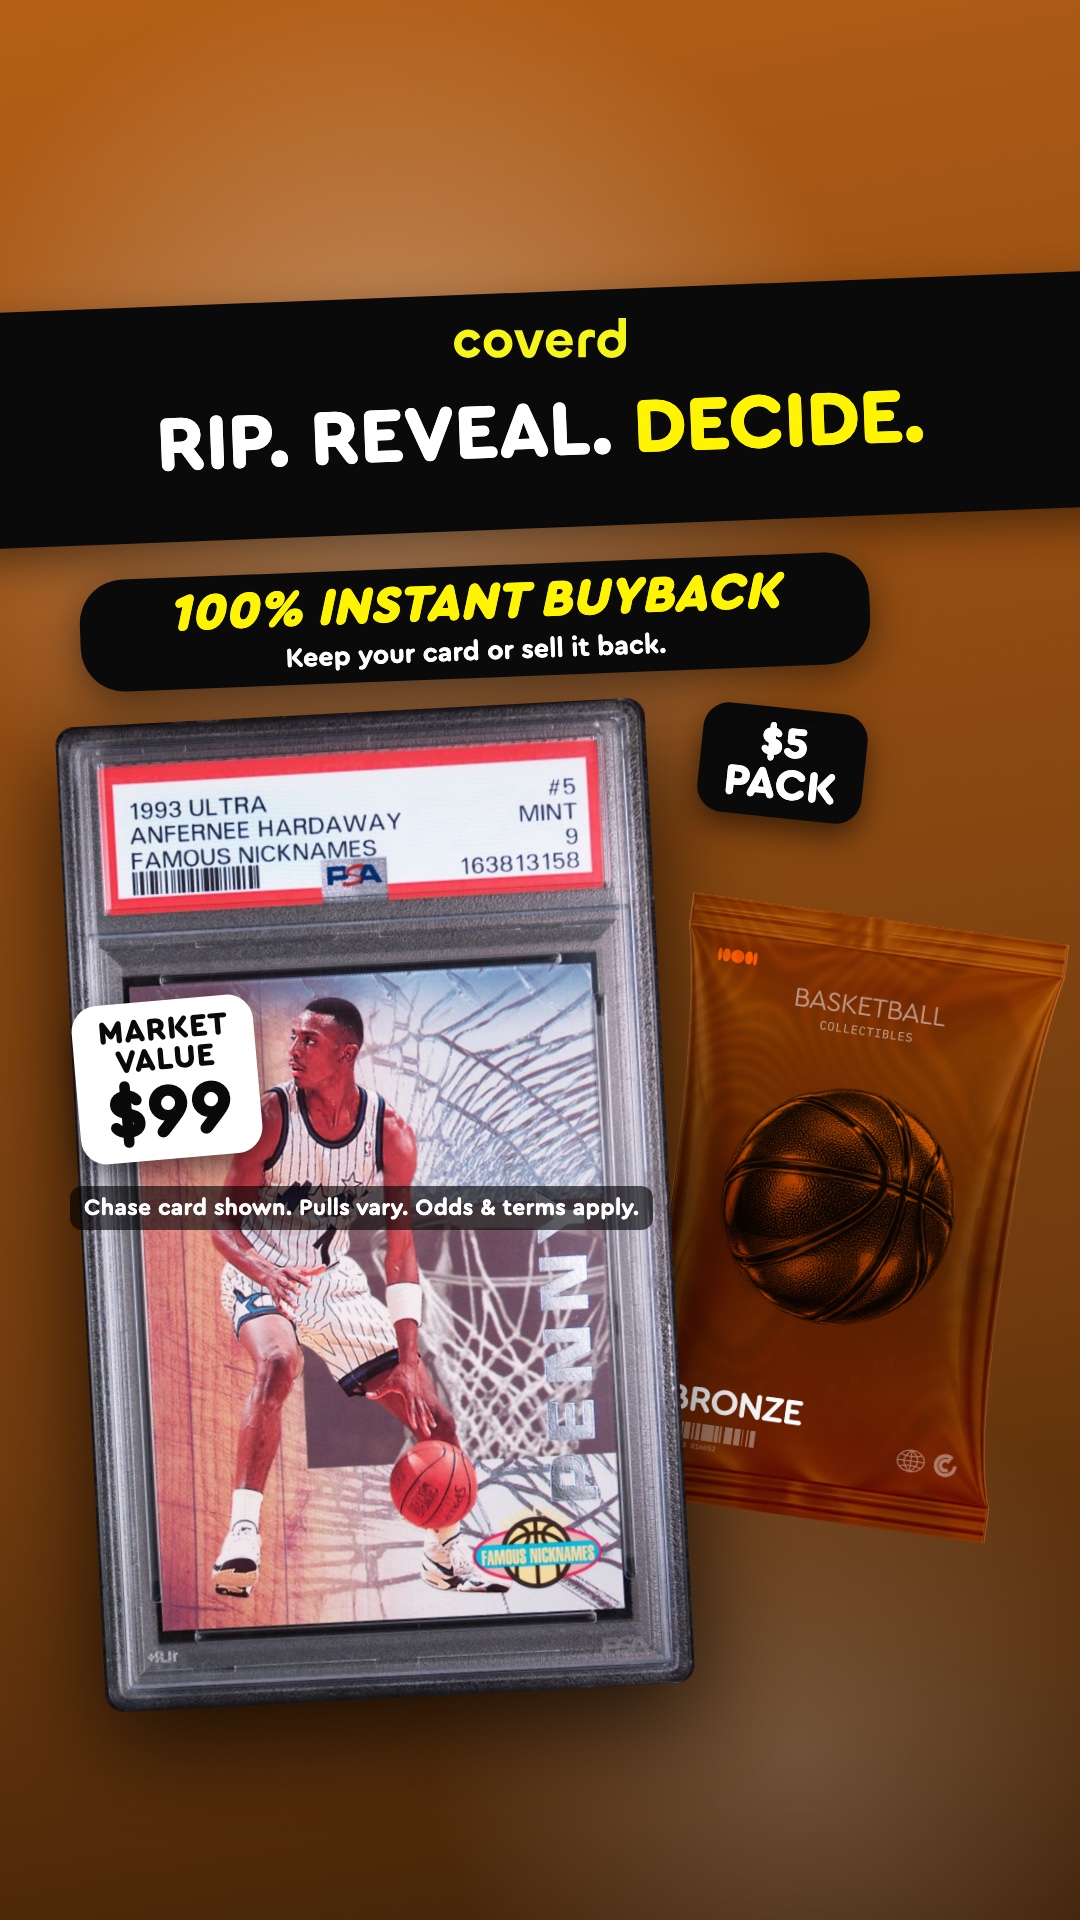 coverd
RIP. REVEAL. DECIDE.
100% INSTANT BUYBACK
Keep your card or sell it back.
$5
PACK
1993 ULTRA
ANFERNEE HARDAWAY
FAMOUS NICKNAMES
#5
MINT
9
163813158
PSA
MARKET
VALUE
$99
Chase card shown. Pulls vary. Odds & terms apply.
PENNY
FAMOUS NICKNAMES
PSA
BASKETBALL
COLLECTIBLES
BRONZE